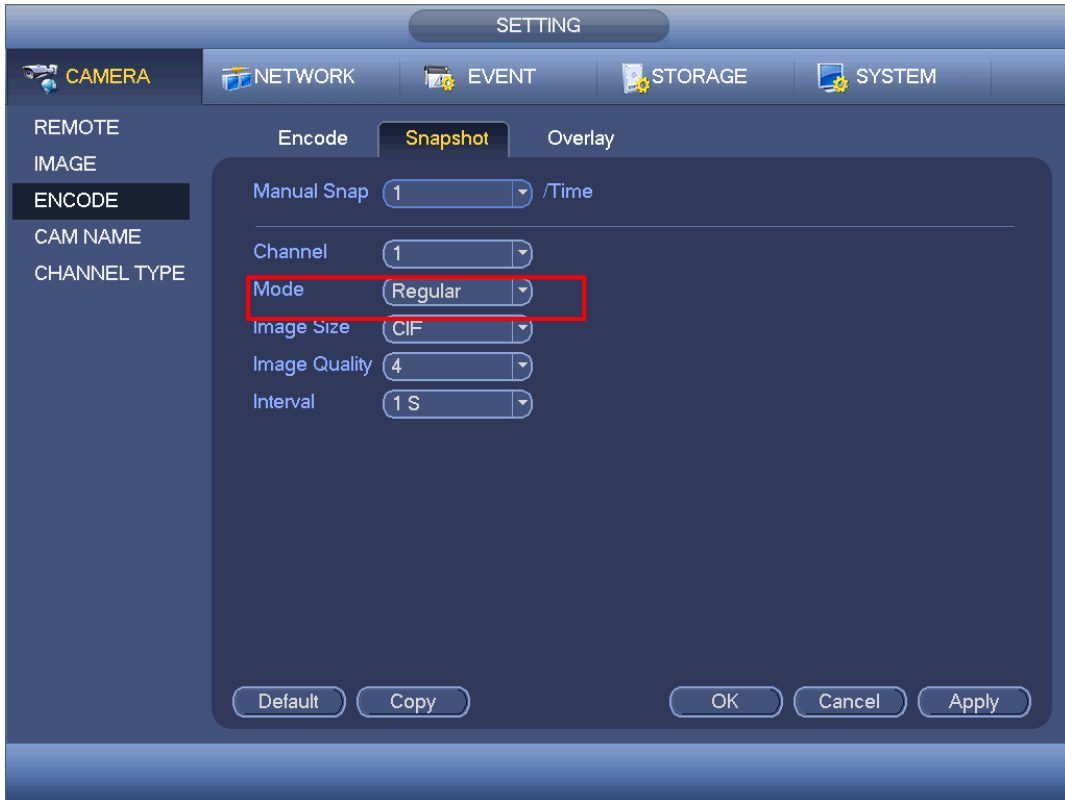 SETTING
CAMERA NETWORK EVENT STORAGE SYSTEM
REMOTE
IMAGE
ENCODE
CAM NAME
CHANNEL TYPE
Encode Snapshot Overlay
Manual Snap 1 /Time
Channel 1
Mode Regular
Image Size CIF
Image Quality 4
Interval 1 S
Default Copy OK Cancel Apply